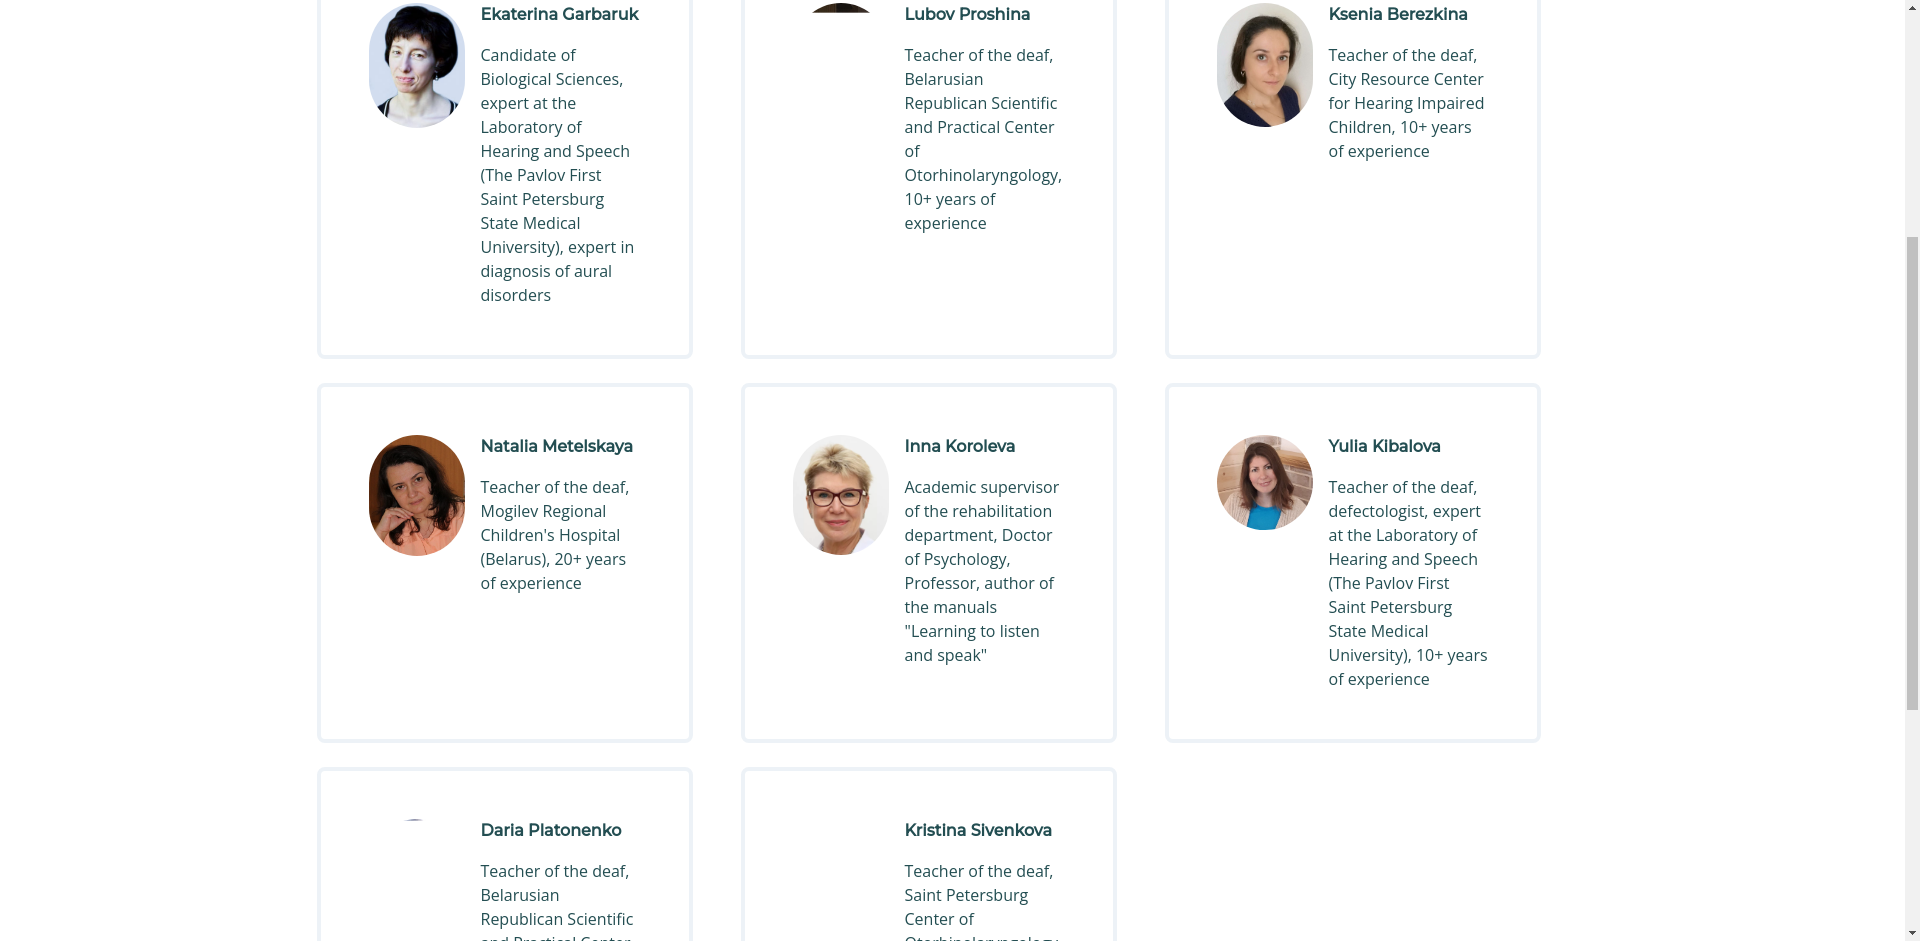 Ekaterina Garbaruk
Candidate of
Biological Sciences,
expert at the
Laboratory of
Hearing and Speech
(The Pavlov First
Saint Petersburg
State Medical
University), expert in
diagnosis of aural
disorders
Lubov Proshina
Teacher of the deaf,
Belarusian
Republican Scientific
and Practical Center
of
Otorhinolaryngology,
10+ years of
experience
Ksenia Berezkina
Teacher of the deaf,
City Resource Center
for Hearing Impaired
Children, 10+ years
of experience
Natalia Metelskaya
Teacher of the deaf,
Mogilev Regional
Children's Hospital
(Belarus), 20+ years
of experience
Inna Koroleva
Academic supervisor
of the rehabilitation
department, Doctor
of Psychology,
Professor, author of
the manuals
"Learning to listen
and speak"
Yulia Kibalova
Teacher of the deaf,
defectologist, expert
at the Laboratory of
Hearing and Speech
(The Pavlov First
Saint Petersburg
State Medical
University), 10+ years
of experience
Daria Platonenko
Teacher of the deaf,
Belarusian
Republican Scientific
and Practical Center
Kristina Sivenkova
Teacher of the deaf,
Saint Petersburg
Center of
Otorhinolaryngology